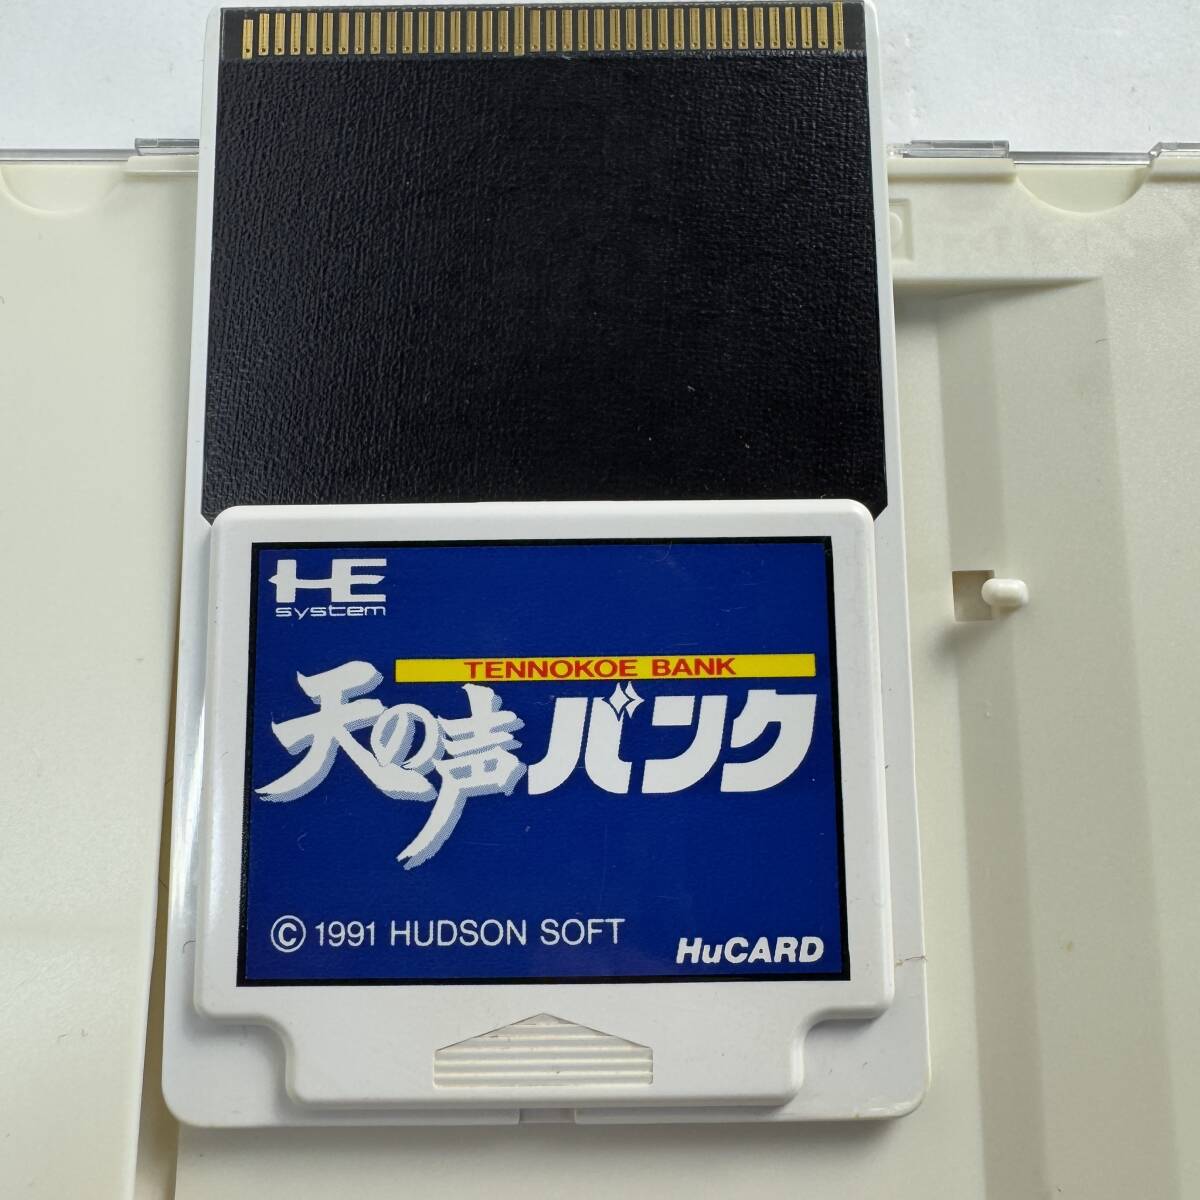 HE
system
TENNOKOE BANK
天の声バンク
© 1991 HUDSON SOFT
HuCARD